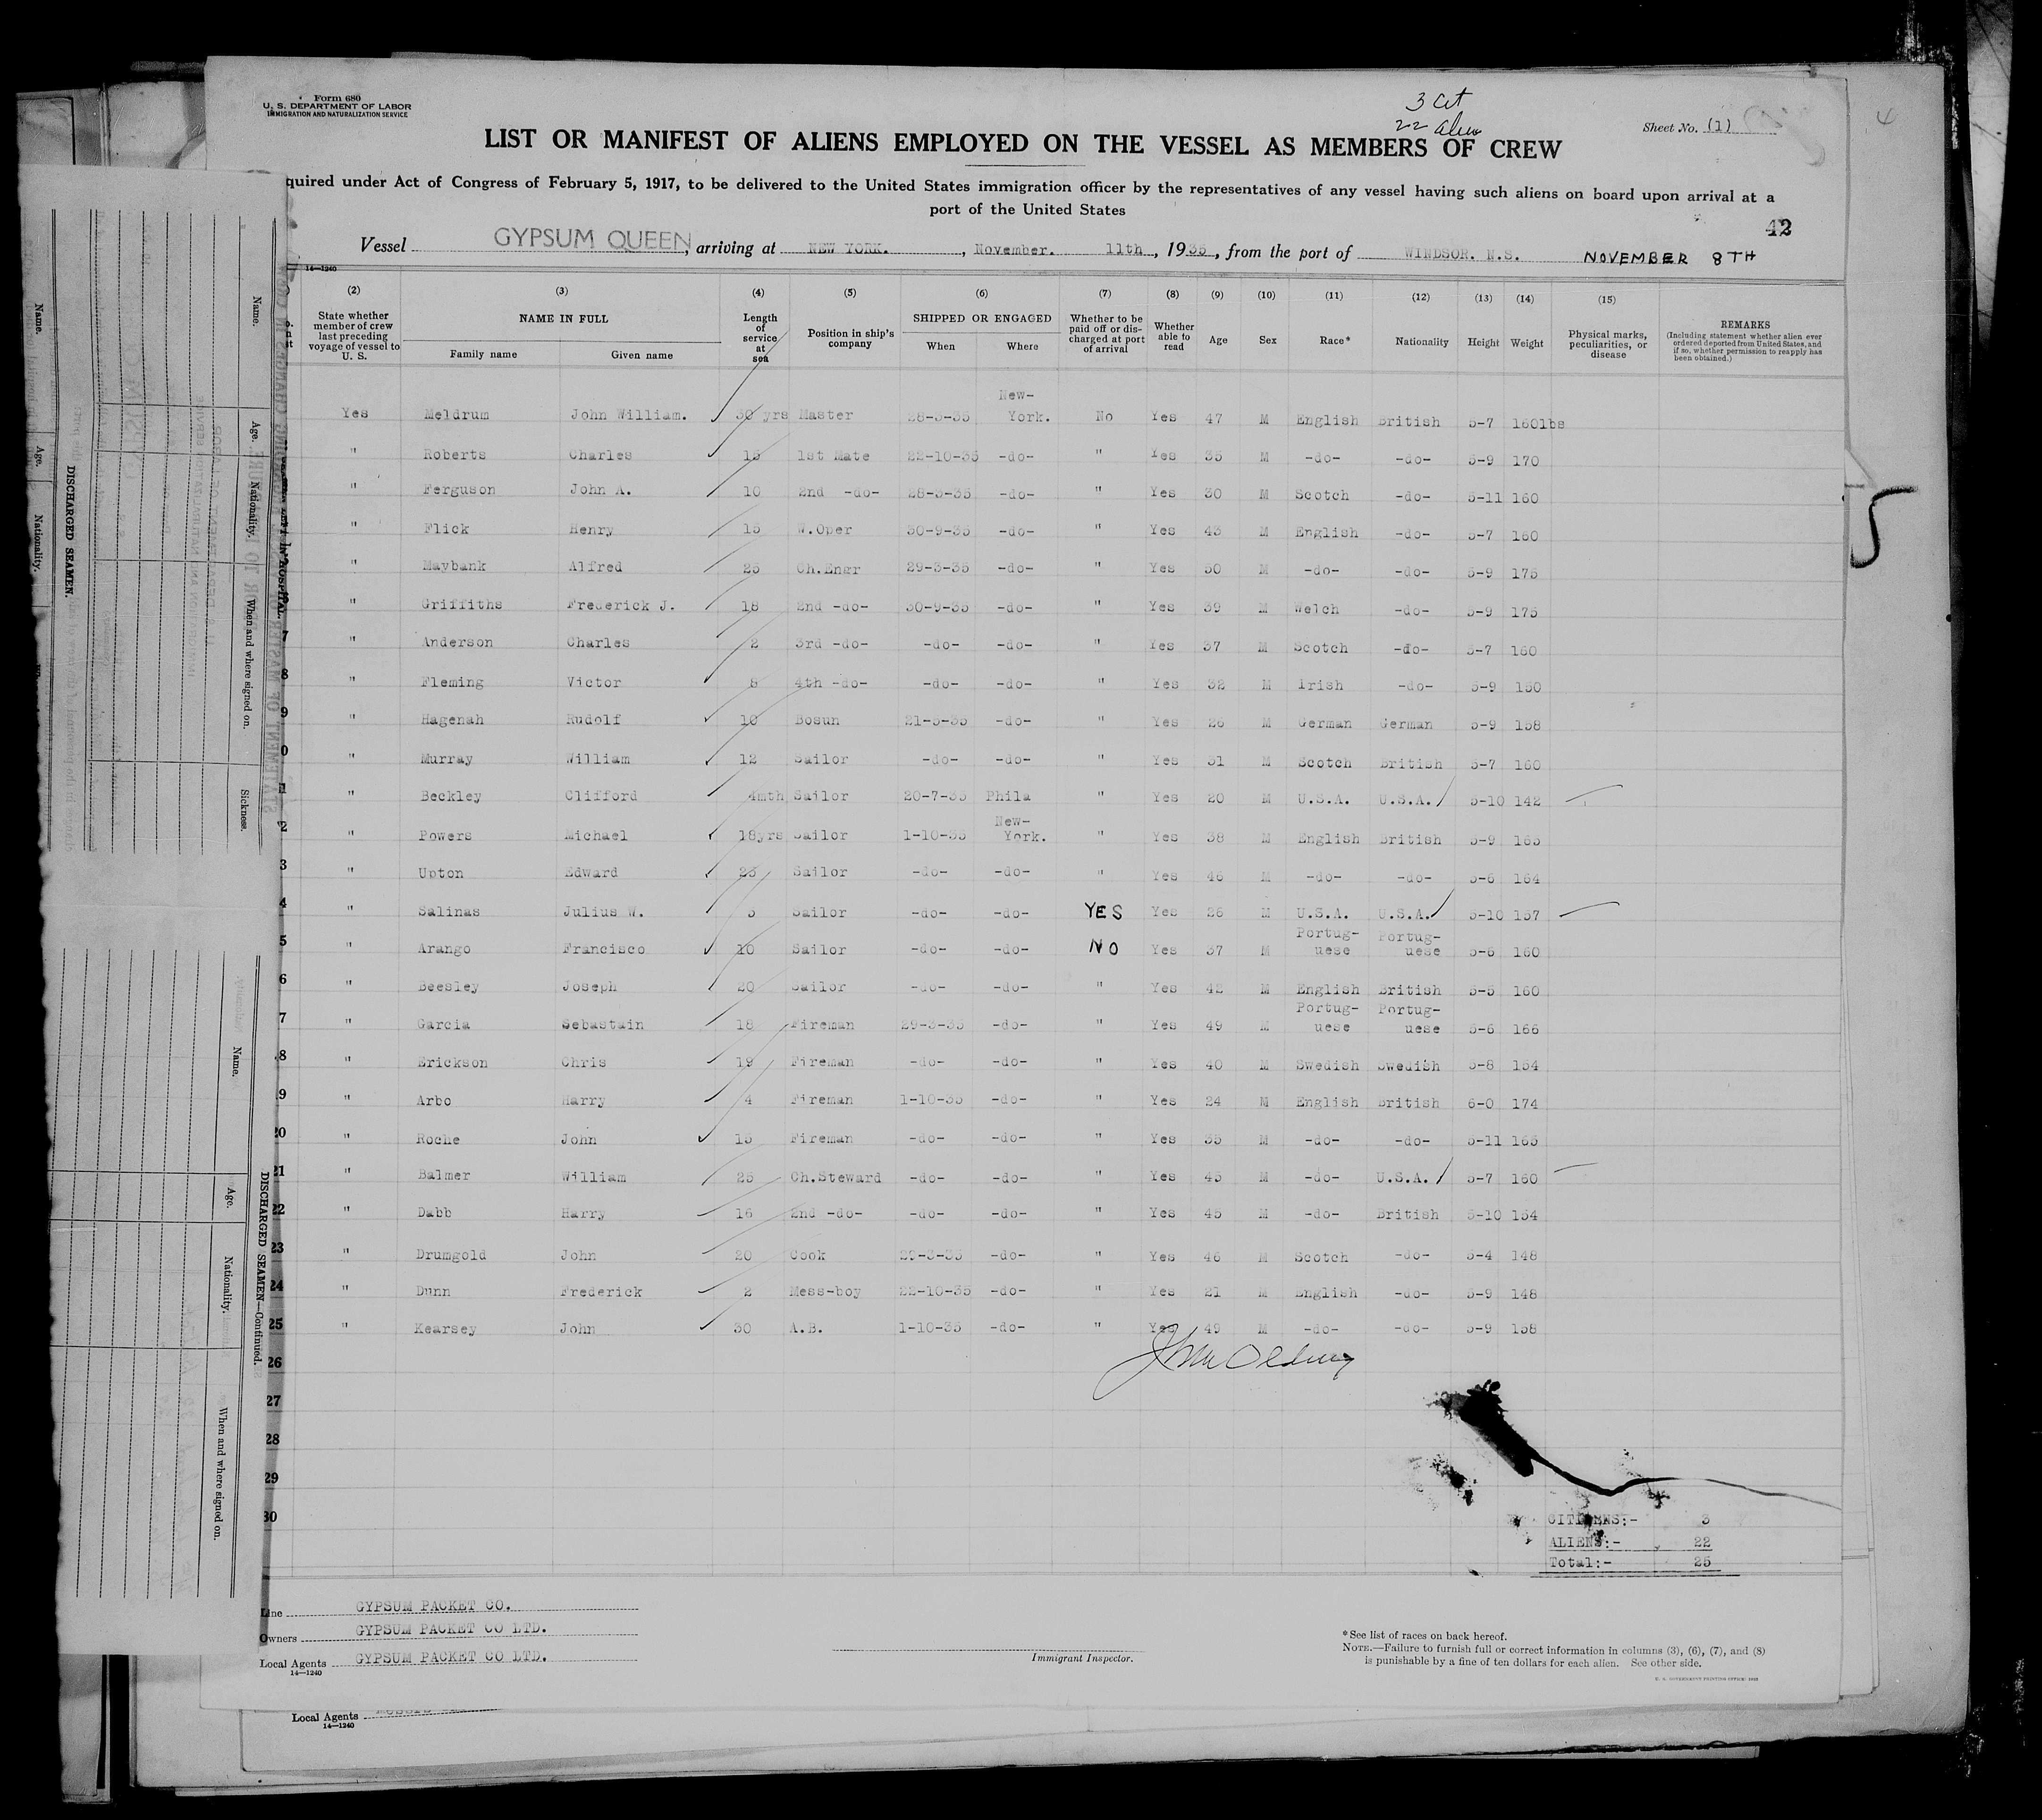 Form 680
U. S. DEPARTMENT OF LABOR
IMMIGRATION AND NATURALIZATION SERVICE
3 Cit
22 Alien
Sheet No. (1)
LIST OR MANIFEST OF ALIENS EMPLOYED ON THE VESSEL AS MEMBERS OF CREW
quired under Act of Congress of February 5, 1917, to be delivered to the United States immigration officer by the representatives of any vessel having such aliens on board upon arrival at a
port of the United States
42
Vessel GYPSUM QUEEN, arriving at NEW YORK., November. 11th, 1935, from the port of WINDSOR. N.S. NOVEMBER 8TH
14—1240
(2) (3) (4) (5) (6) (7) (8) (9) (10) (11) (12) (13) (14) (15)
State whether member of crew last preceding voyage of vessel to U. S. NAME IN FULL Family name Given name Length of service at sea Position in ship's company SHIPPED OR ENGAGED When Where Whether to be paid off or discharged at port of arrival Whether able to read Age Sex Race* Nationality Height Weight Physical marks, peculiarities, or disease REMARKS (Including statement whether alien ever ordered deported from United States, and if so, whether permission to reapply has been obtained.)
Yes Meldrum John William. 30 yrs Master 28-3-35 New-York. No Yes 47 M English British 5-7 160lbs
" Roberts Charles 15 1st Mate 22-10-35 -do- " Yes 35 M -do- -do- 5-9 170
" Ferguson John A. 10 2nd -do- 28-3-35 -do- " Yes 30 M Scotch -do- 5-11 160
" Flick Henry 15 W.Oper 30-9-35 -do- " Yes 43 M English -do- 5-7 160
" Maybank Alfred 25 Ch.Engr 29-3-35 -do- " Yes 50 M -do- -do- 5-9 175
" Griffiths Frederick J. 18 2nd -do- 30-9-35 -do- " Yes 39 M Welch -do- 5-9 175
7 " Anderson Charles 2 3rd -do- -do- -do- " Yes 37 M Scotch -do- 5-7 160
8 " Fleming Victor 8 4th -do- -do- -do- " Yes 32 M Irish -do- 5-9 150
9 " Hagenah Rudolf 10 Bosun 21-5-35 -do- " Yes 26 M German German 5-9 158
0 " Murray William 12 Sailor -do- -do- " Yes 31 M Scotch British 5-7 160
1 " Beckley Clifford 4mth Sailor 20-7-35 Phila " Yes 20 M U.S.A. U.S.A. 5-10 142
2 " Powers Michael 18yrs Sailor 1-10-35 New-York. " Yes 38 M English British 5-9 165
3 " Upton Edward 25 Sailor -do- -do- " Yes 46 M -do- -do- 5-6 164
4 " Salinas Julius W. 5 Sailor -do- -do- YES Yes 26 M U.S.A. U.S.A. 5-10 157
5 " Arango Francisco 10 Sailor -do- -do- NO Yes 37 M Portug-uese Portug-uese 5-6 160
6 " Beesley Joseph 20 Sailor -do- -do- " Yes 42 M English British 5-5 160
7 " Garcia Sebastain 18 Fireman 29-3-35 -do- " Yes 49 M Portug-uese Portug-uese 5-6 166
8 " Erickson Chris 19 Fireman -do- -do- " Yes 40 M Swedish Swedish 5-8 154
9 " Arbo Harry 4 Fireman 1-10-35 -do- " Yes 24 M English British 6-0 174
20 " Roche John 15 Fireman -do- -do- " Yes 35 M -do- -do- 5-11 165
21 " Balmer William 25 Ch.Steward -do- -do- " Yes 45 M -do- U.S.A. 5-7 160
22 " Dabb Harry 16 2nd -do- -do- -do- " Yes 45 M -do- British 5-10 154
23 " Drumgold John 20 Cook 29-3-35 -do- " Yes 46 M Scotch -do- 5-4 148
24 " Dunn Frederick 2 Mess-boy 22-10-35 -do- " Yes 21 M English -do- 5-9 148
25 " Kearsey John 30 A.B. 1-10-35 -do- " Yes 49 M -do- -do- 5-9 158
26
27
28
29
30
CITIZENS:- 3
ALIENS:- 22
Total:- 25
Line GYPSUM PACKET CO.
Owners GYPSUM PACKET CO LTD.
Local Agents GYPSUM PACKET CO LTD.
14—1240
Immigrant Inspector.
*See list of races on back hereof.
NOTE.—Failure to furnish full or correct information in columns (3), (6), (7), and (8)
is punishable by a fine of ten dollars for each alien. See other side.
U. S. GOVERNMENT PRINTING OFFICE
Local Agents
14—1240
Name.
Age.
Nationality.
DISCHARGED SEAMEN.
Name.
Age.
Nationality.
When and where signed on.
Sickness.
Name.
Age.
Nationality.
When and where signed on.
DISCHARGED SEAMEN—Continued.